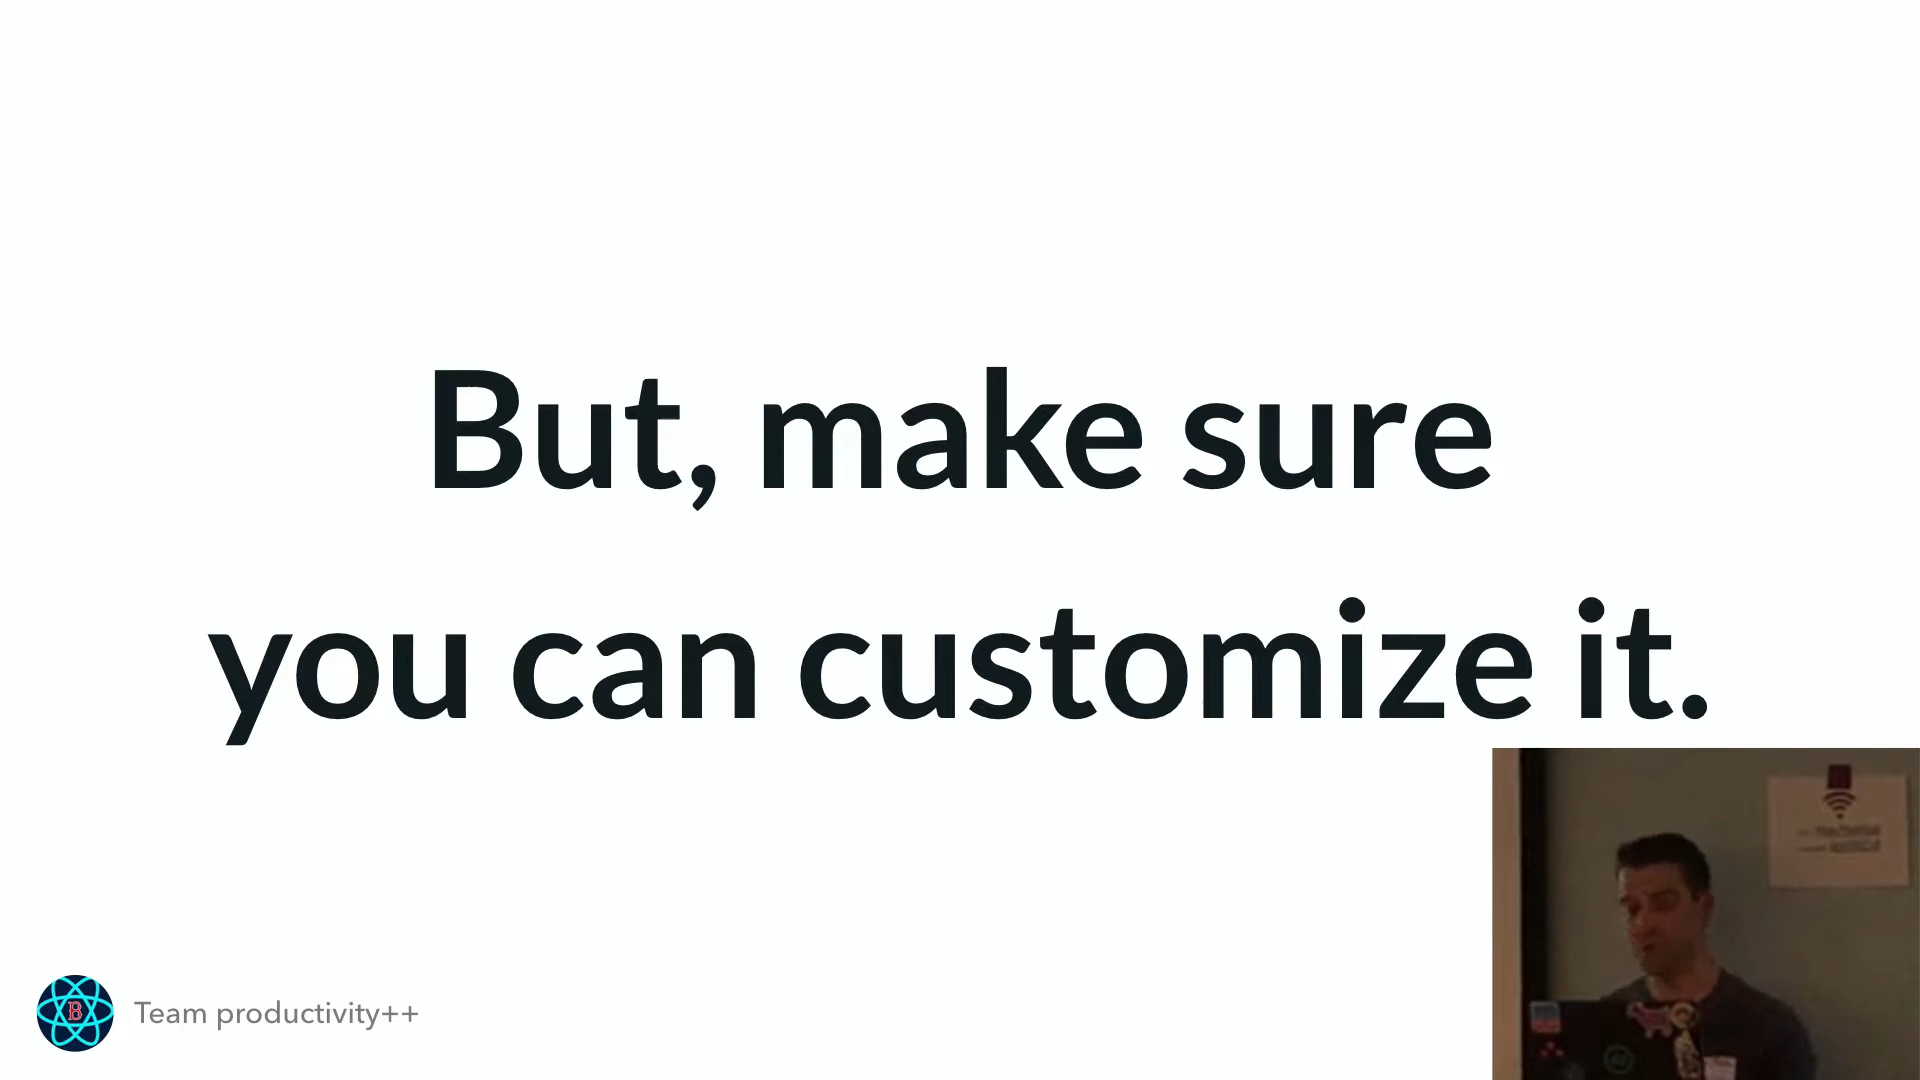 But, make sure
you can customize it.
B
Team productivity++